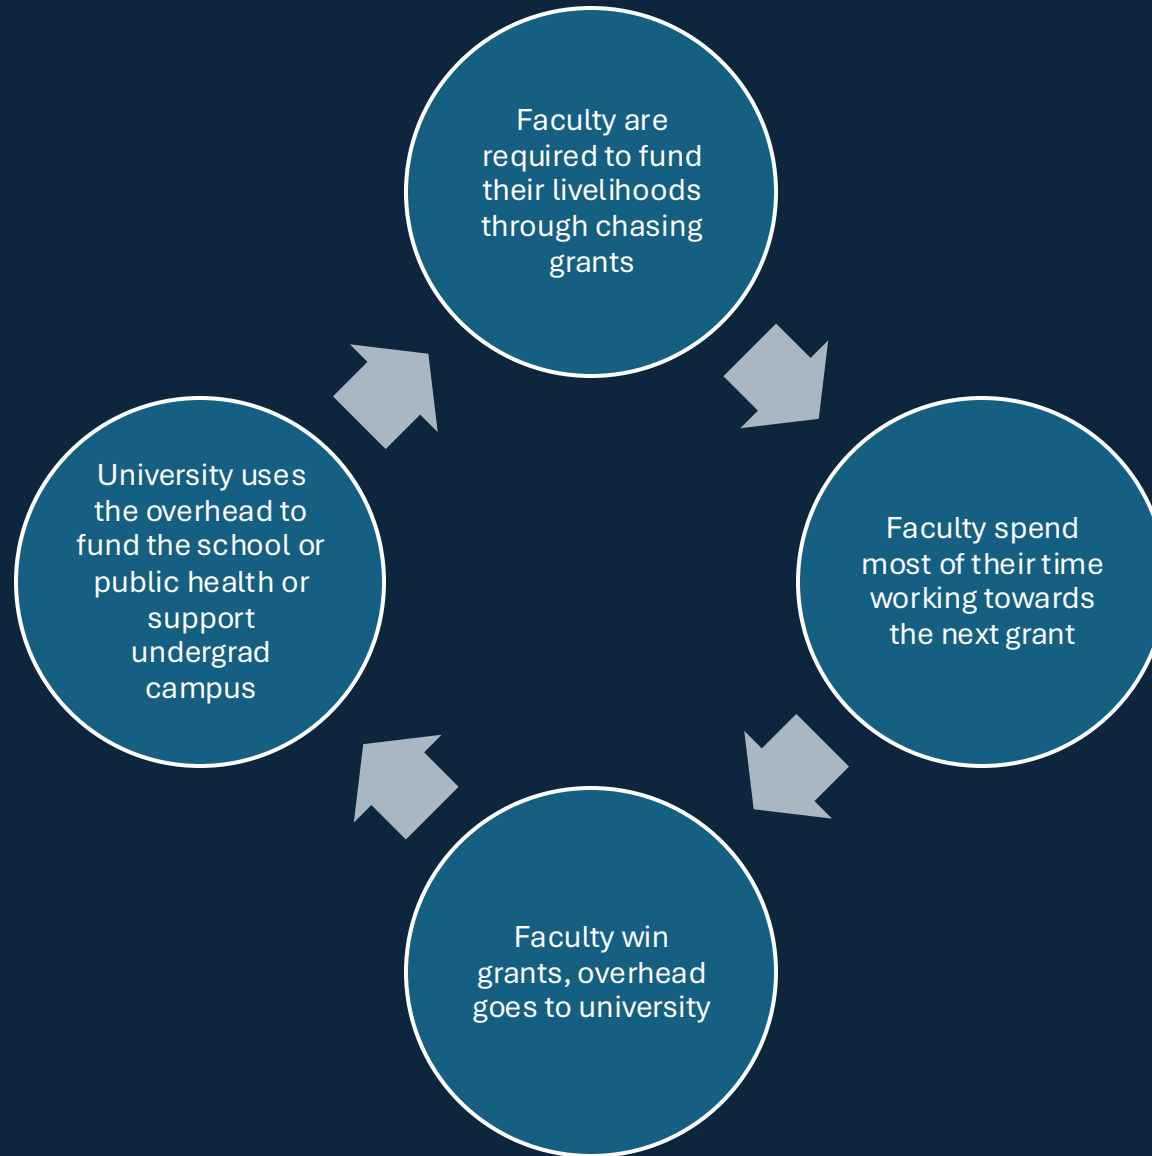 Faculty are
required to fund
their livelihoods
through chasing
grants
Faculty spend
most of their time
working towards
the next grant
Faculty win
grants, overhead
goes to university
University uses
the overhead to
fund the school or
public health or
support
undergrad
campus